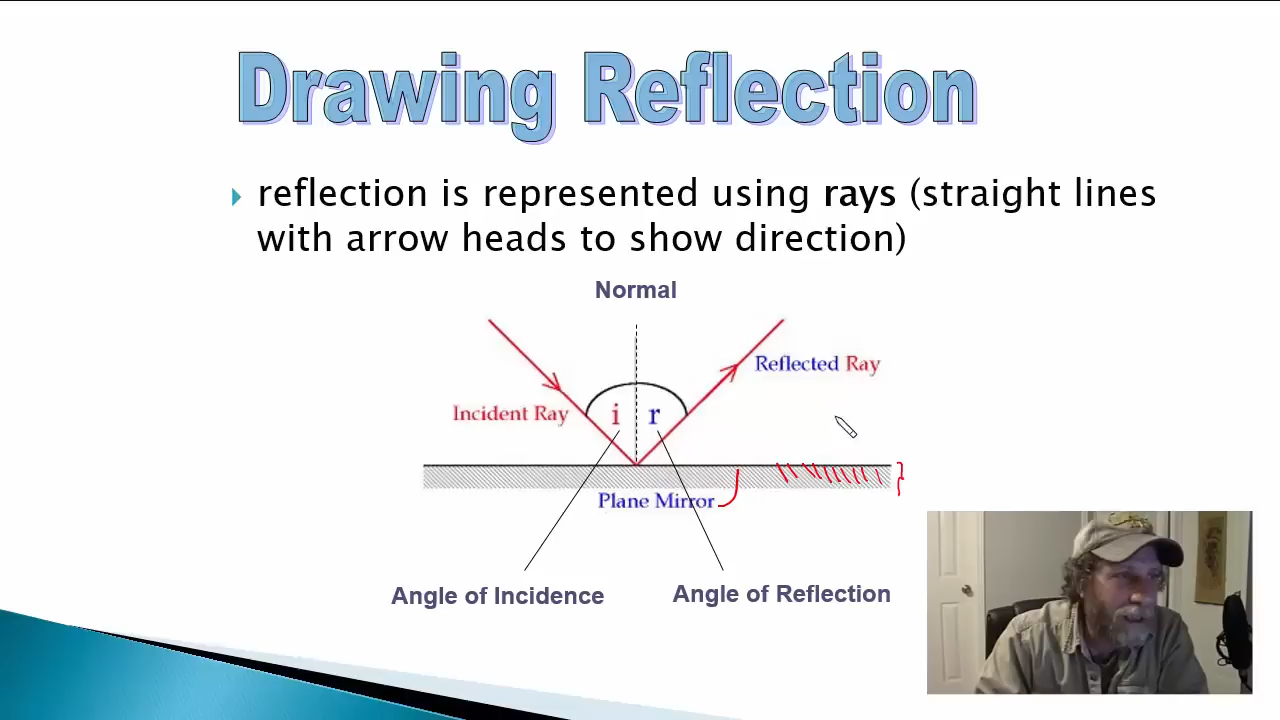 Drawing Reflection
reflection is represented using rays (straight lines
with arrow heads to show direction)
Normal
Reflected Ray
Incident Ray
i
r
Plane Mirror
Angle of Incidence
Angle of Reflection